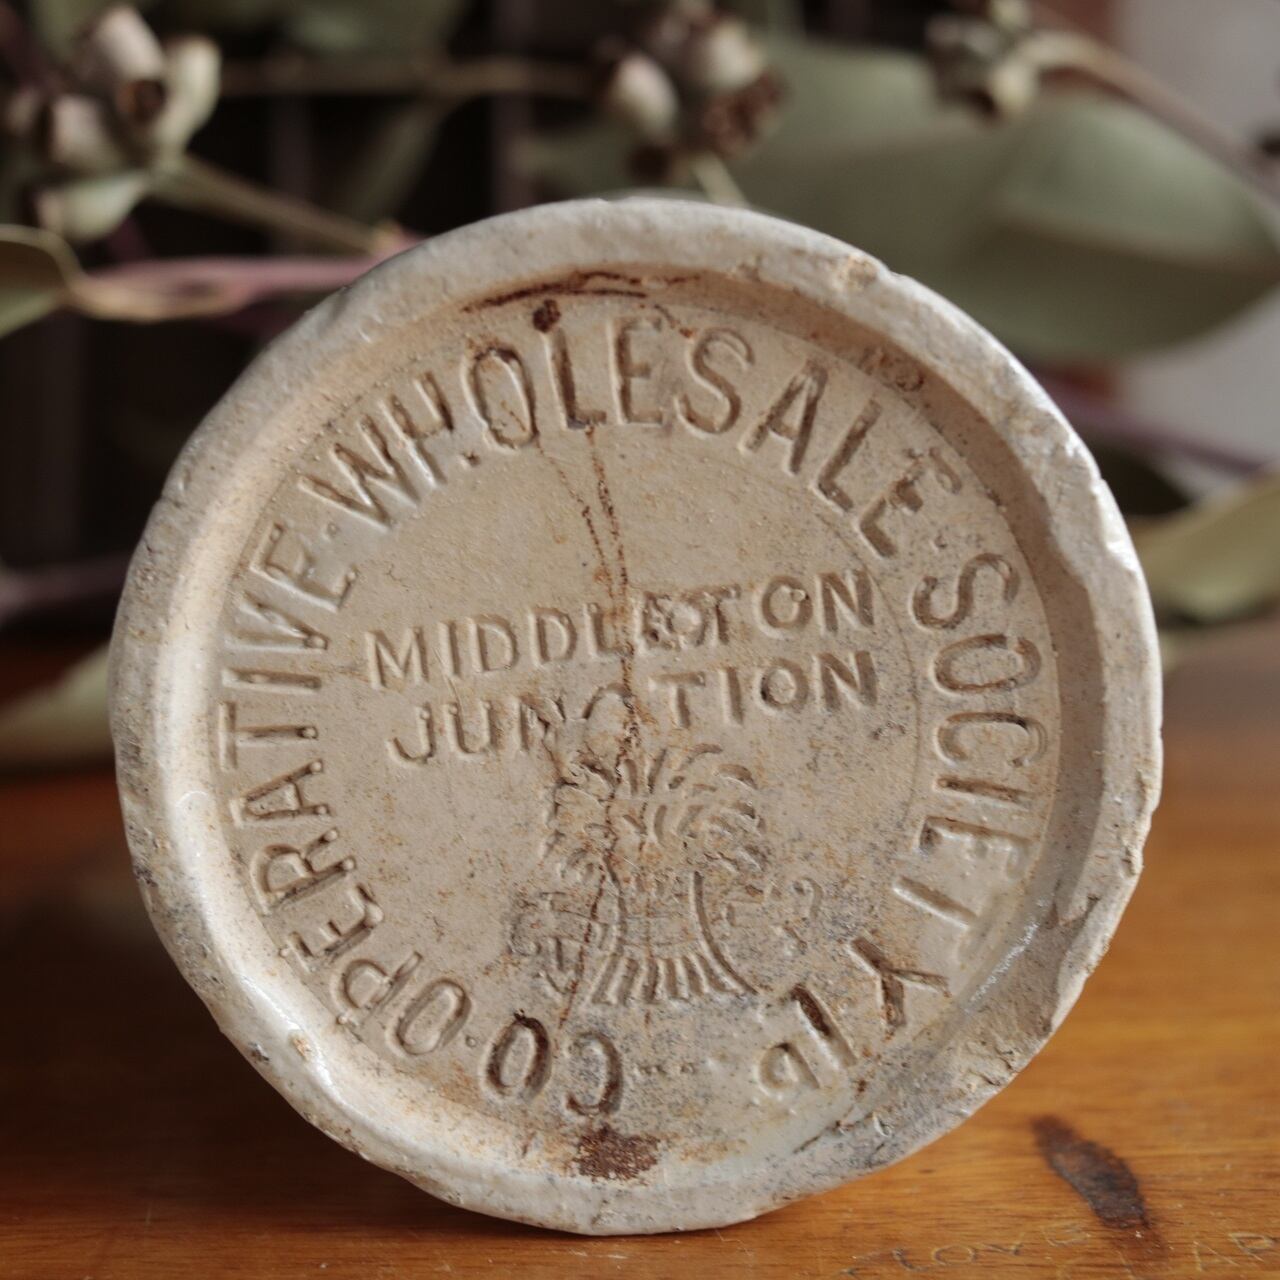 CO·OPERATIVE·WHOLESALE·SOCIETY LD
MIDDLETON
JUNCTION